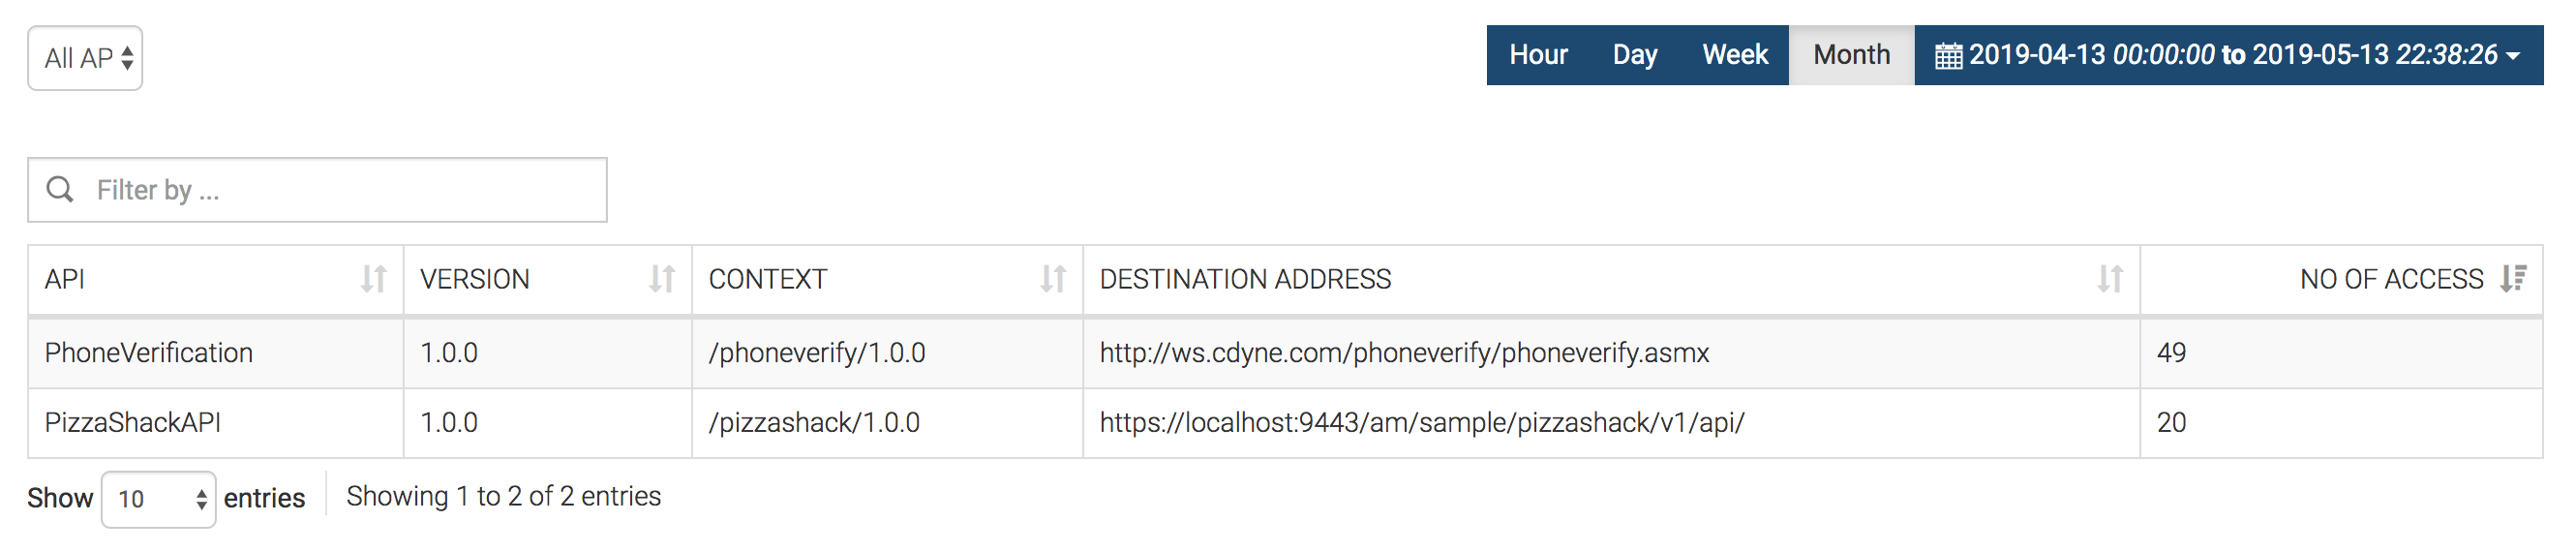 All AP
Hour Day Week Month 2019-04-13 00:00:00 to 2019-05-13 22:38:26
Filter by ...
API VERSION CONTEXT DESTINATION ADDRESS NO OF ACCESS
PhoneVerification 1.0.0 /phoneverify/1.0.0 http://ws.cdyne.com/phoneverify/phoneverify.asmx 49
PizzaShackAPI 1.0.0 /pizzashack/1.0.0 https://localhost:9443/am/sample/pizzashack/v1/api/ 20
Show 10 entries Showing 1 to 2 of 2 entries